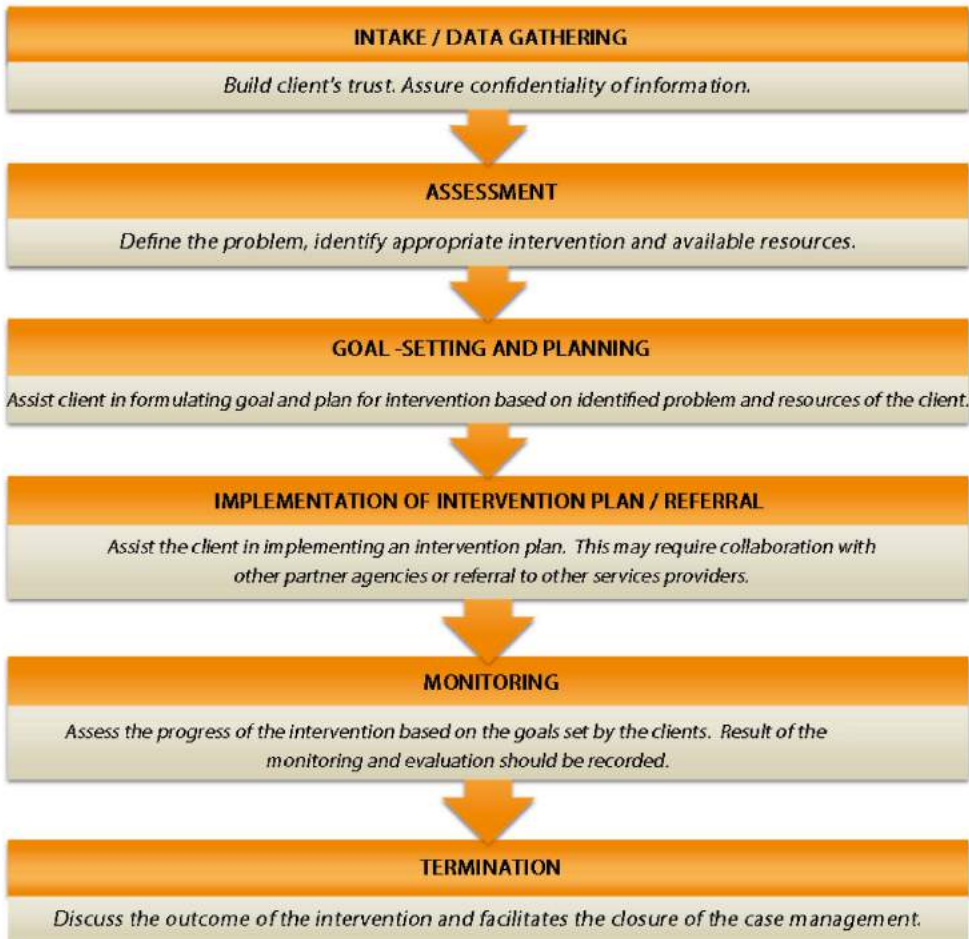 INTAKE / DATA GATHERING
Build client's trust. Assure confidentiality of information.
ASSESSMENT
Define the problem, identify appropriate intervention and available resources.
GOAL -SETTING AND PLANNING
Assist client in formulating goal and plan for intervention based on identified problem and resources of the client.
IMPLEMENTATION OF INTERVENTION PLAN / REFERRAL
Assist the client in implementing an intervention plan. This may require collaboration with
other partner agencies or referral to other services providers.
MONITORING
Assess the progress of the intervention based on the goals set by the clients. Result of the
monitoring and evaluation should be recorded.
TERMINATION
Discuss the outcome of the intervention and facilitates the closure of the case management.